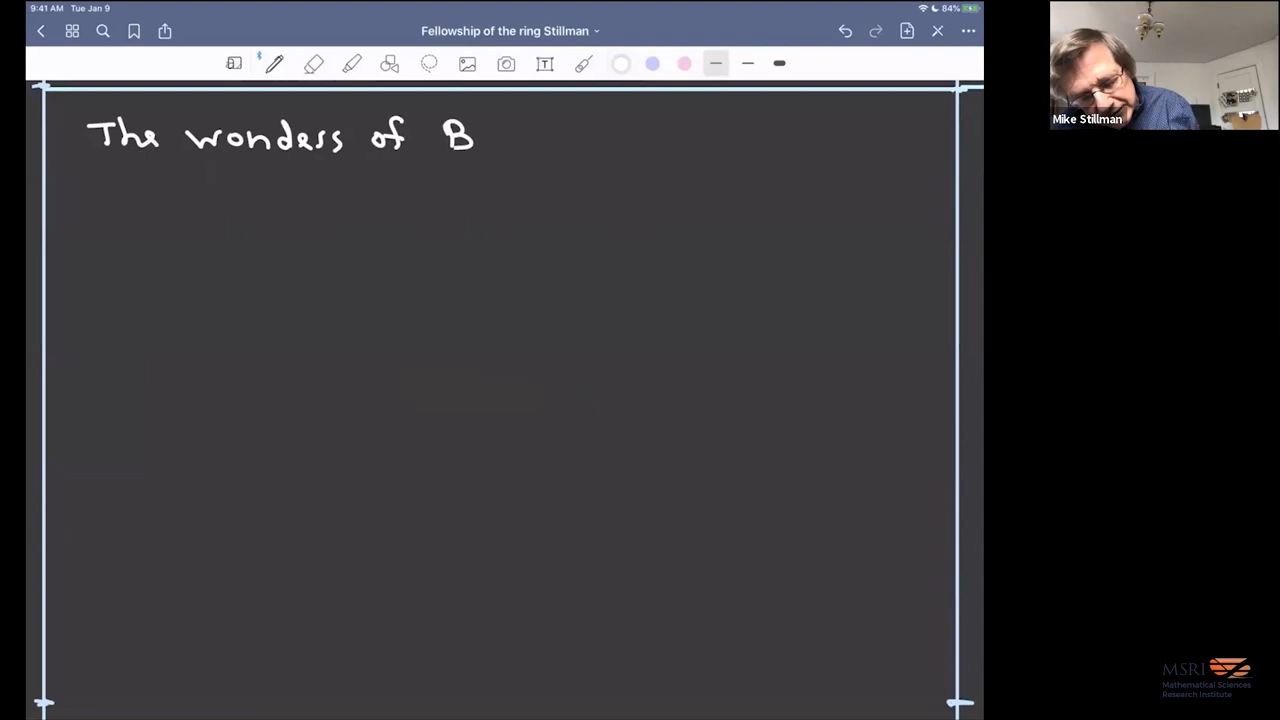 9:41 AM Tue Jan 9
84%
Fellowship of the ring Stillman
T
The wonders of B
Mike Stillman
MSRI
Mathematical Sciences
Research Institute